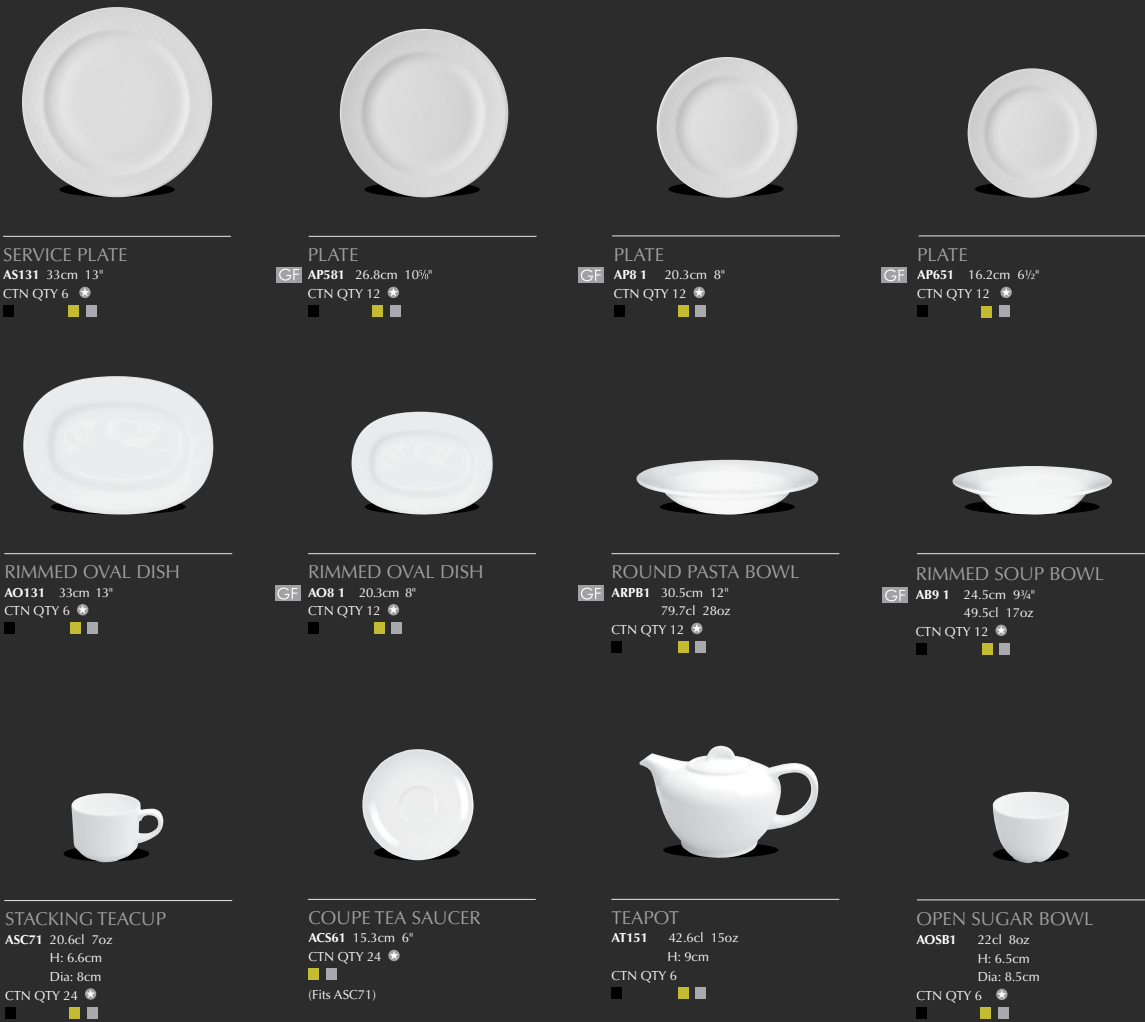 SERVICE PLATE
AS131 33cm 13"
CTN QTY 6
PLATE
GF AP581 26.8cm 10⅝"
CTN QTY 12
PLATE
GF AP8 1 20.3cm 8"
CTN QTY 12
PLATE
GF AP651 16.2cm 6½"
CTN QTY 12
RIMMED OVAL DISH
AO131 33cm 13"
CTN QTY 6
RIMMED OVAL DISH
GF AO8 1 20.3cm 8"
CTN QTY 12
ROUND PASTA BOWL
GF ARPB1 30.5cm 12"
79.7cl 28oz
CTN QTY 12
RIMMED SOUP BOWL
GF AB9 1 24.5cm 9¾"
49.5cl 17oz
CTN QTY 12
STACKING TEACUP
ASC71 20.6cl 7oz
H: 6.6cm
Dia: 8cm
CTN QTY 24
COUPE TEA SAUCER
ACS61 15.3cm 6"
CTN QTY 24
(Fits ASC71)
TEAPOT
AT151 42.6cl 15oz
H: 9cm
CTN QTY 6
OPEN SUGAR BOWL
AOSB1 22cl 8oz
H: 6.5cm
Dia: 8.5cm
CTN QTY 6